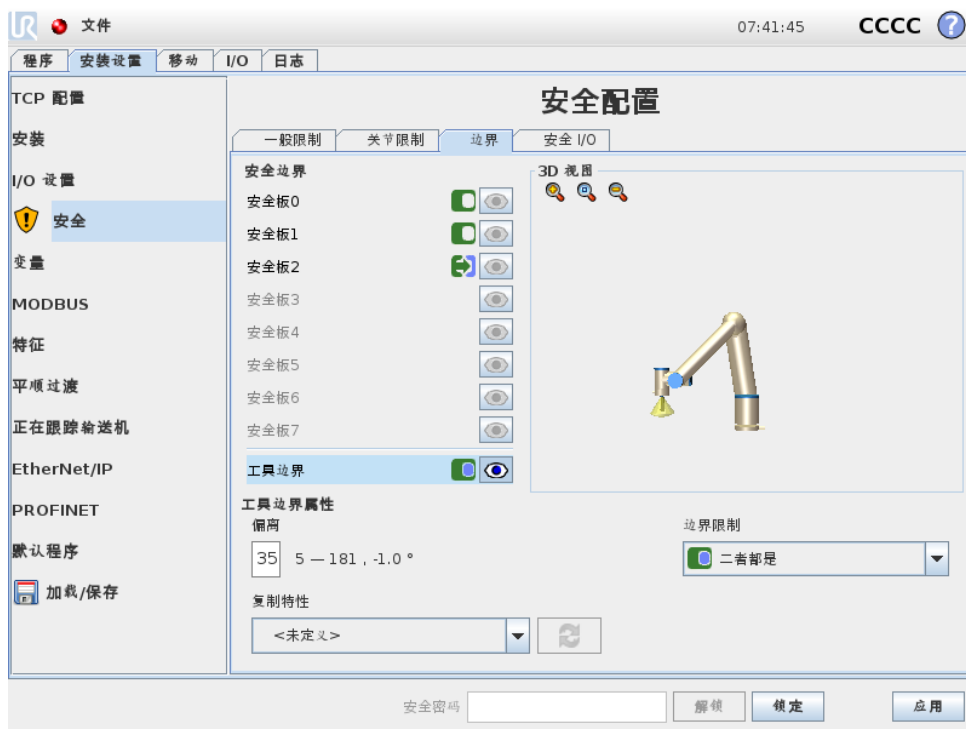 UR
文件
07:41:45
CCCC
?
程序
安装设置
移动
I/O
日志
TCP 配置
安装
I/O 设置
安全
变量
MODBUS
特征
平顺过渡
正在跟踪输送机
EtherNet/IP
PROFINET
默认程序
加载/保存
安全配置
一般限制
关节限制
边界
安全 I/O
安全边界
安全板0
安全板1
安全板2
安全板3
安全板4
安全板5
安全板6
安全板7
工具边界
3D 视图
工具边界属性
偏离
35 5 — 181 , -1.0 °
边界限制
二者都是
复制特性
<未定义>
安全密码
解锁
锁定
应用